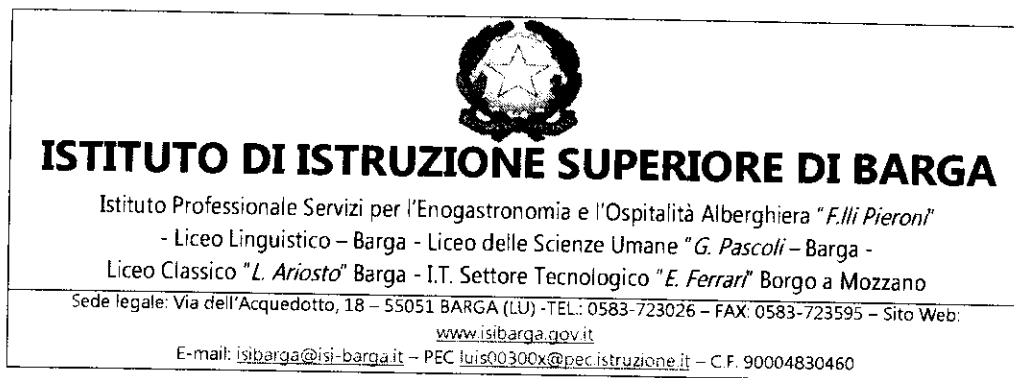 ISTITUTO DI ISTRUZIONE SUPERIORE DI BARGA
Istituto Professionale Servizi per l'Enogastronomia e l'Ospitalità Alberghiera "F.lli Pieroni"
- Liceo Linguistico – Barga - Liceo delle Scienze Umane "G. Pascoli – Barga -
Liceo Classico "L. Ariosto" Barga - I.T. Settore Tecnologico "E. Ferrari" Borgo a Mozzano
Sede legale: Via dell'Acquedotto, 18 – 55051 BARGA (LU) -TEL.: 0583-723026 – FAX: 0583-723595 – Sito Web:
www.isibarga.gov.it
E-mail: isibarga@isi-barga.it – PEC luis00300x@pec.istruzione.it – C.F. 90004830460